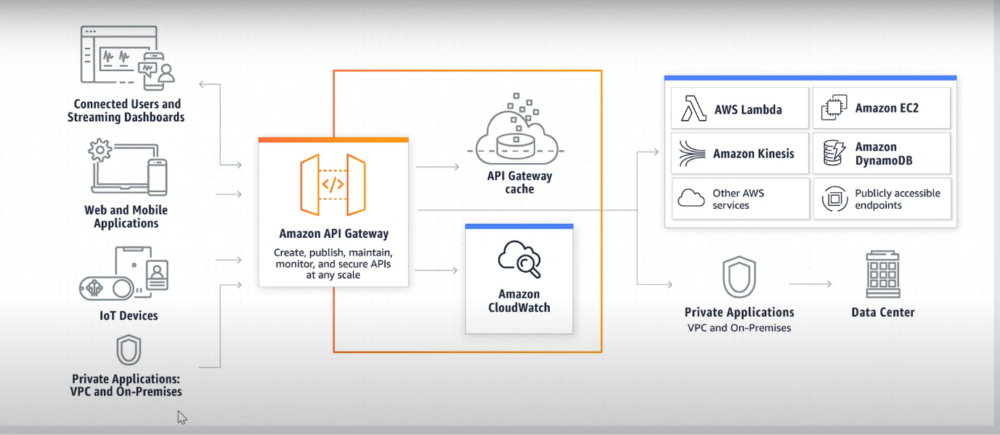 Connected Users and
Streaming Dashboards
Web and Mobile
Applications
IoT Devices
Private Applications:
VPC and On-Premises
</>
Amazon API Gateway
Create, publish, maintain,
monitor, and secure APIs
at any scale
API Gateway
cache
Amazon
CloudWatch
AWS Lambda
Amazon EC2
Amazon Kinesis
Amazon
DynamoDB
Other AWS
services
Publicly accessible
endpoints
Private Applications
VPC and On-Premises
Data Center